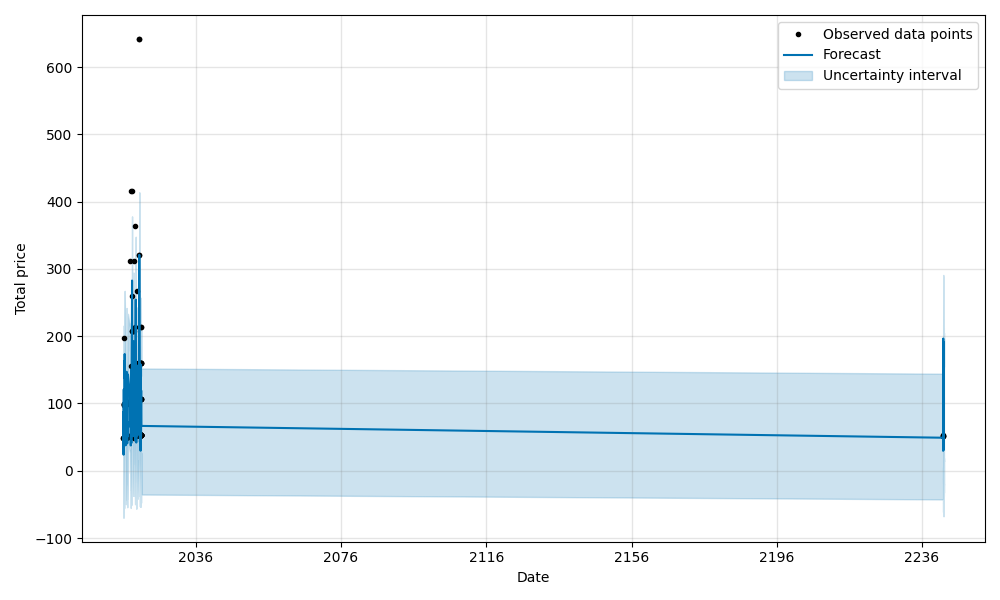 Observed data points
Forecast
Uncertainty interval
600
500
400
300
200
100
0
−100
Total price
2036
2076
2116
2156
2196
2236
Date